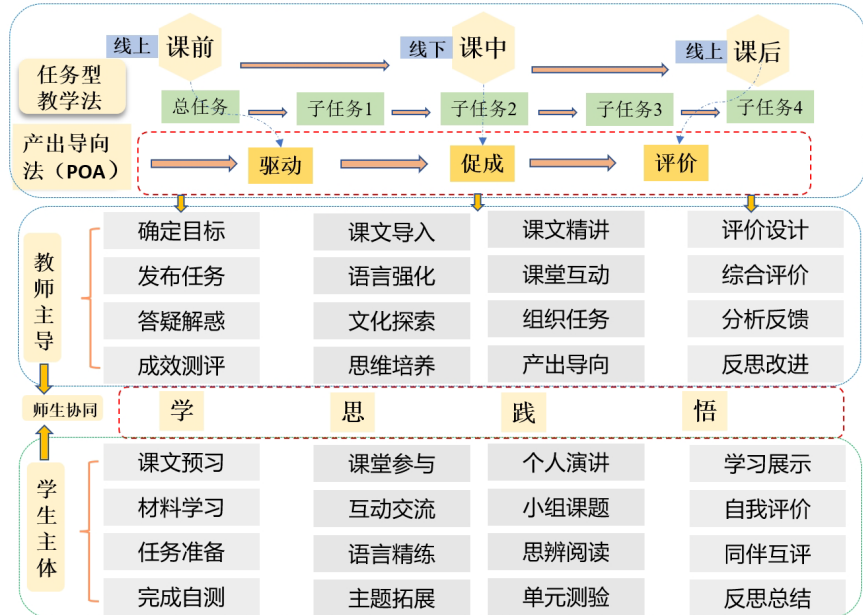 线上 课前 线下 课中 线上 课后
任务型
教学法
总任务 子任务1 子任务2 子任务3 子任务4
产出导向
法（POA）
驱动 促成 评价
教师主导
确定目标 课文导入 课文精讲 评价设计
发布任务 语言强化 课堂互动 综合评价
答疑解惑 文化探索 组织任务 分析反馈
成效测评 思维培养 产出导向 反思改进
师生协同 学 思 践 悟
学生主体
课文预习 课堂参与 个人演讲 学习展示
材料学习 互动交流 小组课题 自我评价
任务准备 语言精练 思辨阅读 同伴互评
完成自测 主题拓展 单元测验 反思总结